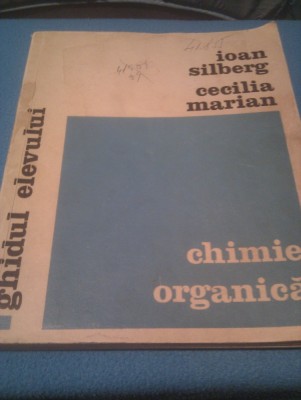 ioan
silberg
cecilia
marian
ghidul elevului
chimie
organică